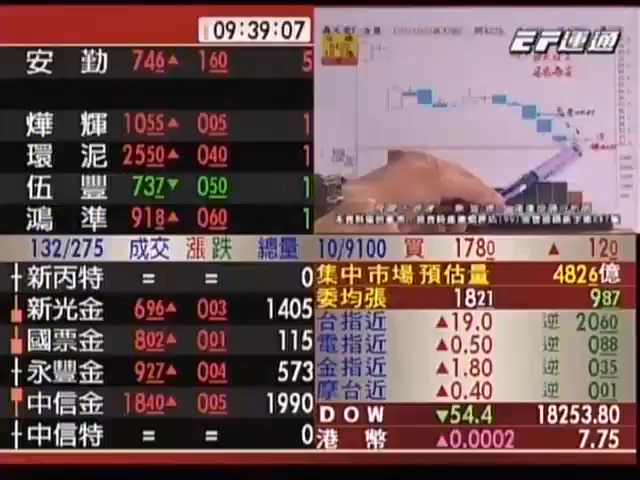 09:39:07
安勤 746▲ 160 5
燁輝 1055▲ 005 1
環泥 2550▲ 040 1
伍豐 737▼ 050 1
鴻準 918▲ 060 1
EF運通
132/275 成交 漲跌 總量
10/9100 買 1780 ▲ 120
新丙特 = = 0
新光金 696▲ 003 1405
國票金 802▲ 001 115
永豐金 927▲ 004 573
中信金 1840▲ 005 1990
中信特 = = 0
集中市場預估量 4826億
委均張 1821 987
台指近 ▲19.0 逆 2060
電指近 ▲0.50 逆 088
金指近 ▲1.80 逆 035
摩台近 ▲0.40 逆 001
DOW ▼54.4 18253.80
港幣 ▲0.0002 7.75